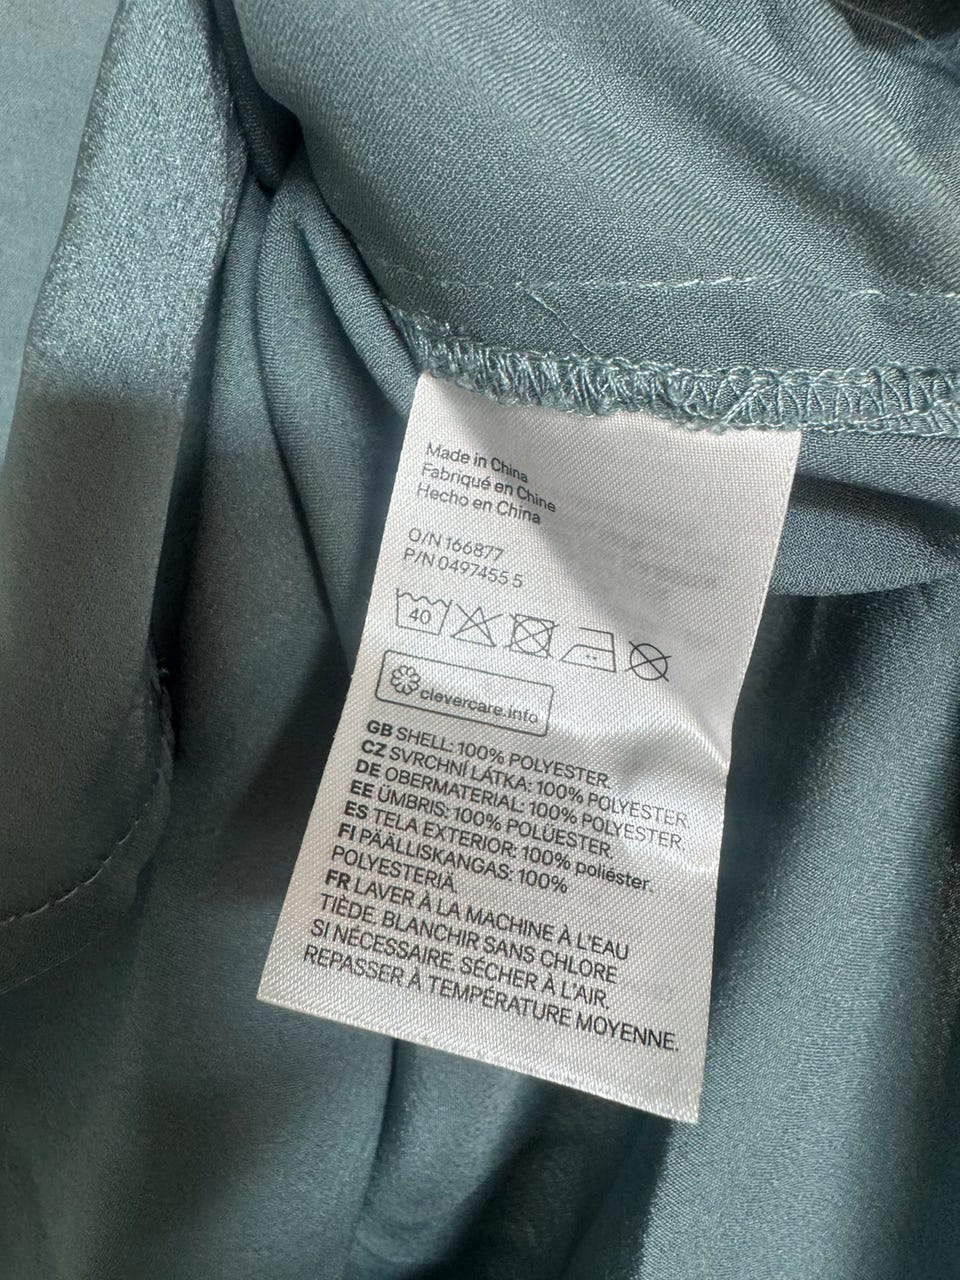 Made in China
Fabriqué en Chine
Hecho en China
O/N 166877
P/N 0497455 5
40
clevercare.info
GB SHELL: 100% POLYESTER.
CZ SVRCHNÍ LÁTKA: 100% POLYESTER.
DE OBERMATERIAL: 100% POLYESTER.
EE ÜMBRIS: 100% POLÜESTER.
ES TELA EXTERIOR: 100% poliéster.
FI PÄÄLLISKANGAS: 100%
POLYESTERIÄ.
FR LAVER À LA MACHINE À L'EAU
TIÈDE. BLANCHIR SANS CHLORE
SI NÉCESSAIRE. SÉCHER À L'AIR.
REPASSER À TEMPÉRATURE MOYENNE.